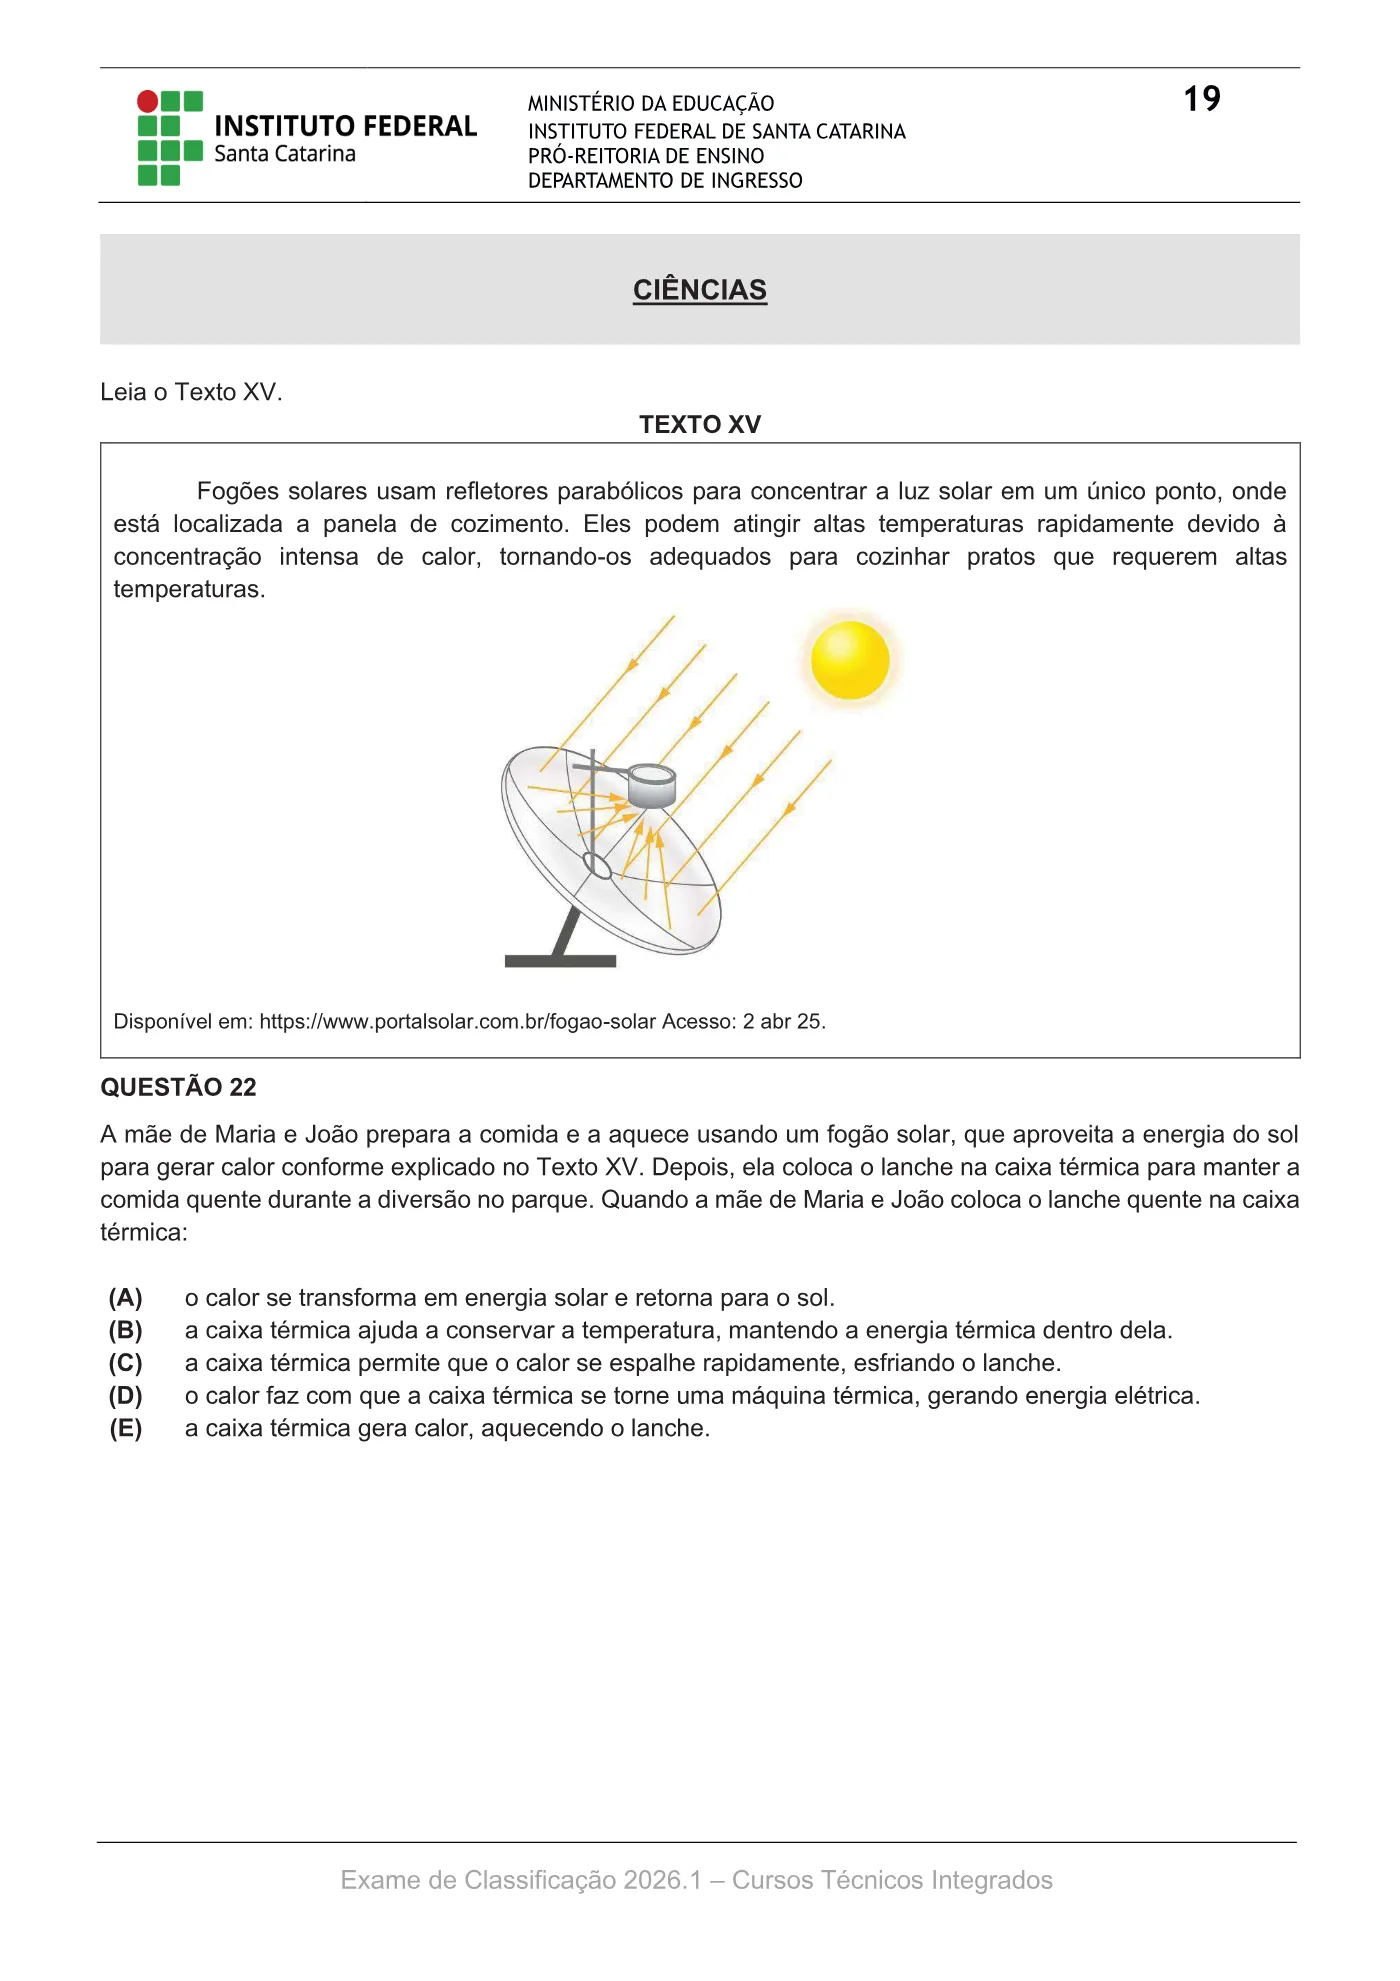 19
INSTITUTO FEDERAL
Santa Catarina
MINISTÉRIO DA EDUCAÇÃO
INSTITUTO FEDERAL DE SANTA CATARINA
PRÓ-REITORIA DE ENSINO
DEPARTAMENTO DE INGRESSO
CIÊNCIAS
Leia o Texto XV.
TEXTO XV
Fogões solares usam refletores parabólicos para concentrar a luz solar em um único ponto, onde
está localizada a panela de cozimento. Eles podem atingir altas temperaturas rapidamente devido à
concentração intensa de calor, tornando-os adequados para cozinhar pratos que requerem altas
temperaturas.
Disponível em: https://www.portalsolar.com.br/fogao-solar Acesso: 2 abr 25.
QUESTÃO 22
A mãe de Maria e João prepara a comida e a aquece usando um fogão solar, que aproveita a energia do sol
para gerar calor conforme explicado no Texto XV. Depois, ela coloca o lanche na caixa térmica para manter a
comida quente durante a diversão no parque. Quando a mãe de Maria e João coloca o lanche quente na caixa
térmica:
(A) o calor se transforma em energia solar e retorna para o sol.
(B) a caixa térmica ajuda a conservar a temperatura, mantendo a energia térmica dentro dela.
(C) a caixa térmica permite que o calor se espalhe rapidamente, esfriando o lanche.
(D) o calor faz com que a caixa térmica se torne uma máquina térmica, gerando energia elétrica.
(E) a caixa térmica gera calor, aquecendo o lanche.
Exame de Classificação 2026.1 – Cursos Técnicos Integrados